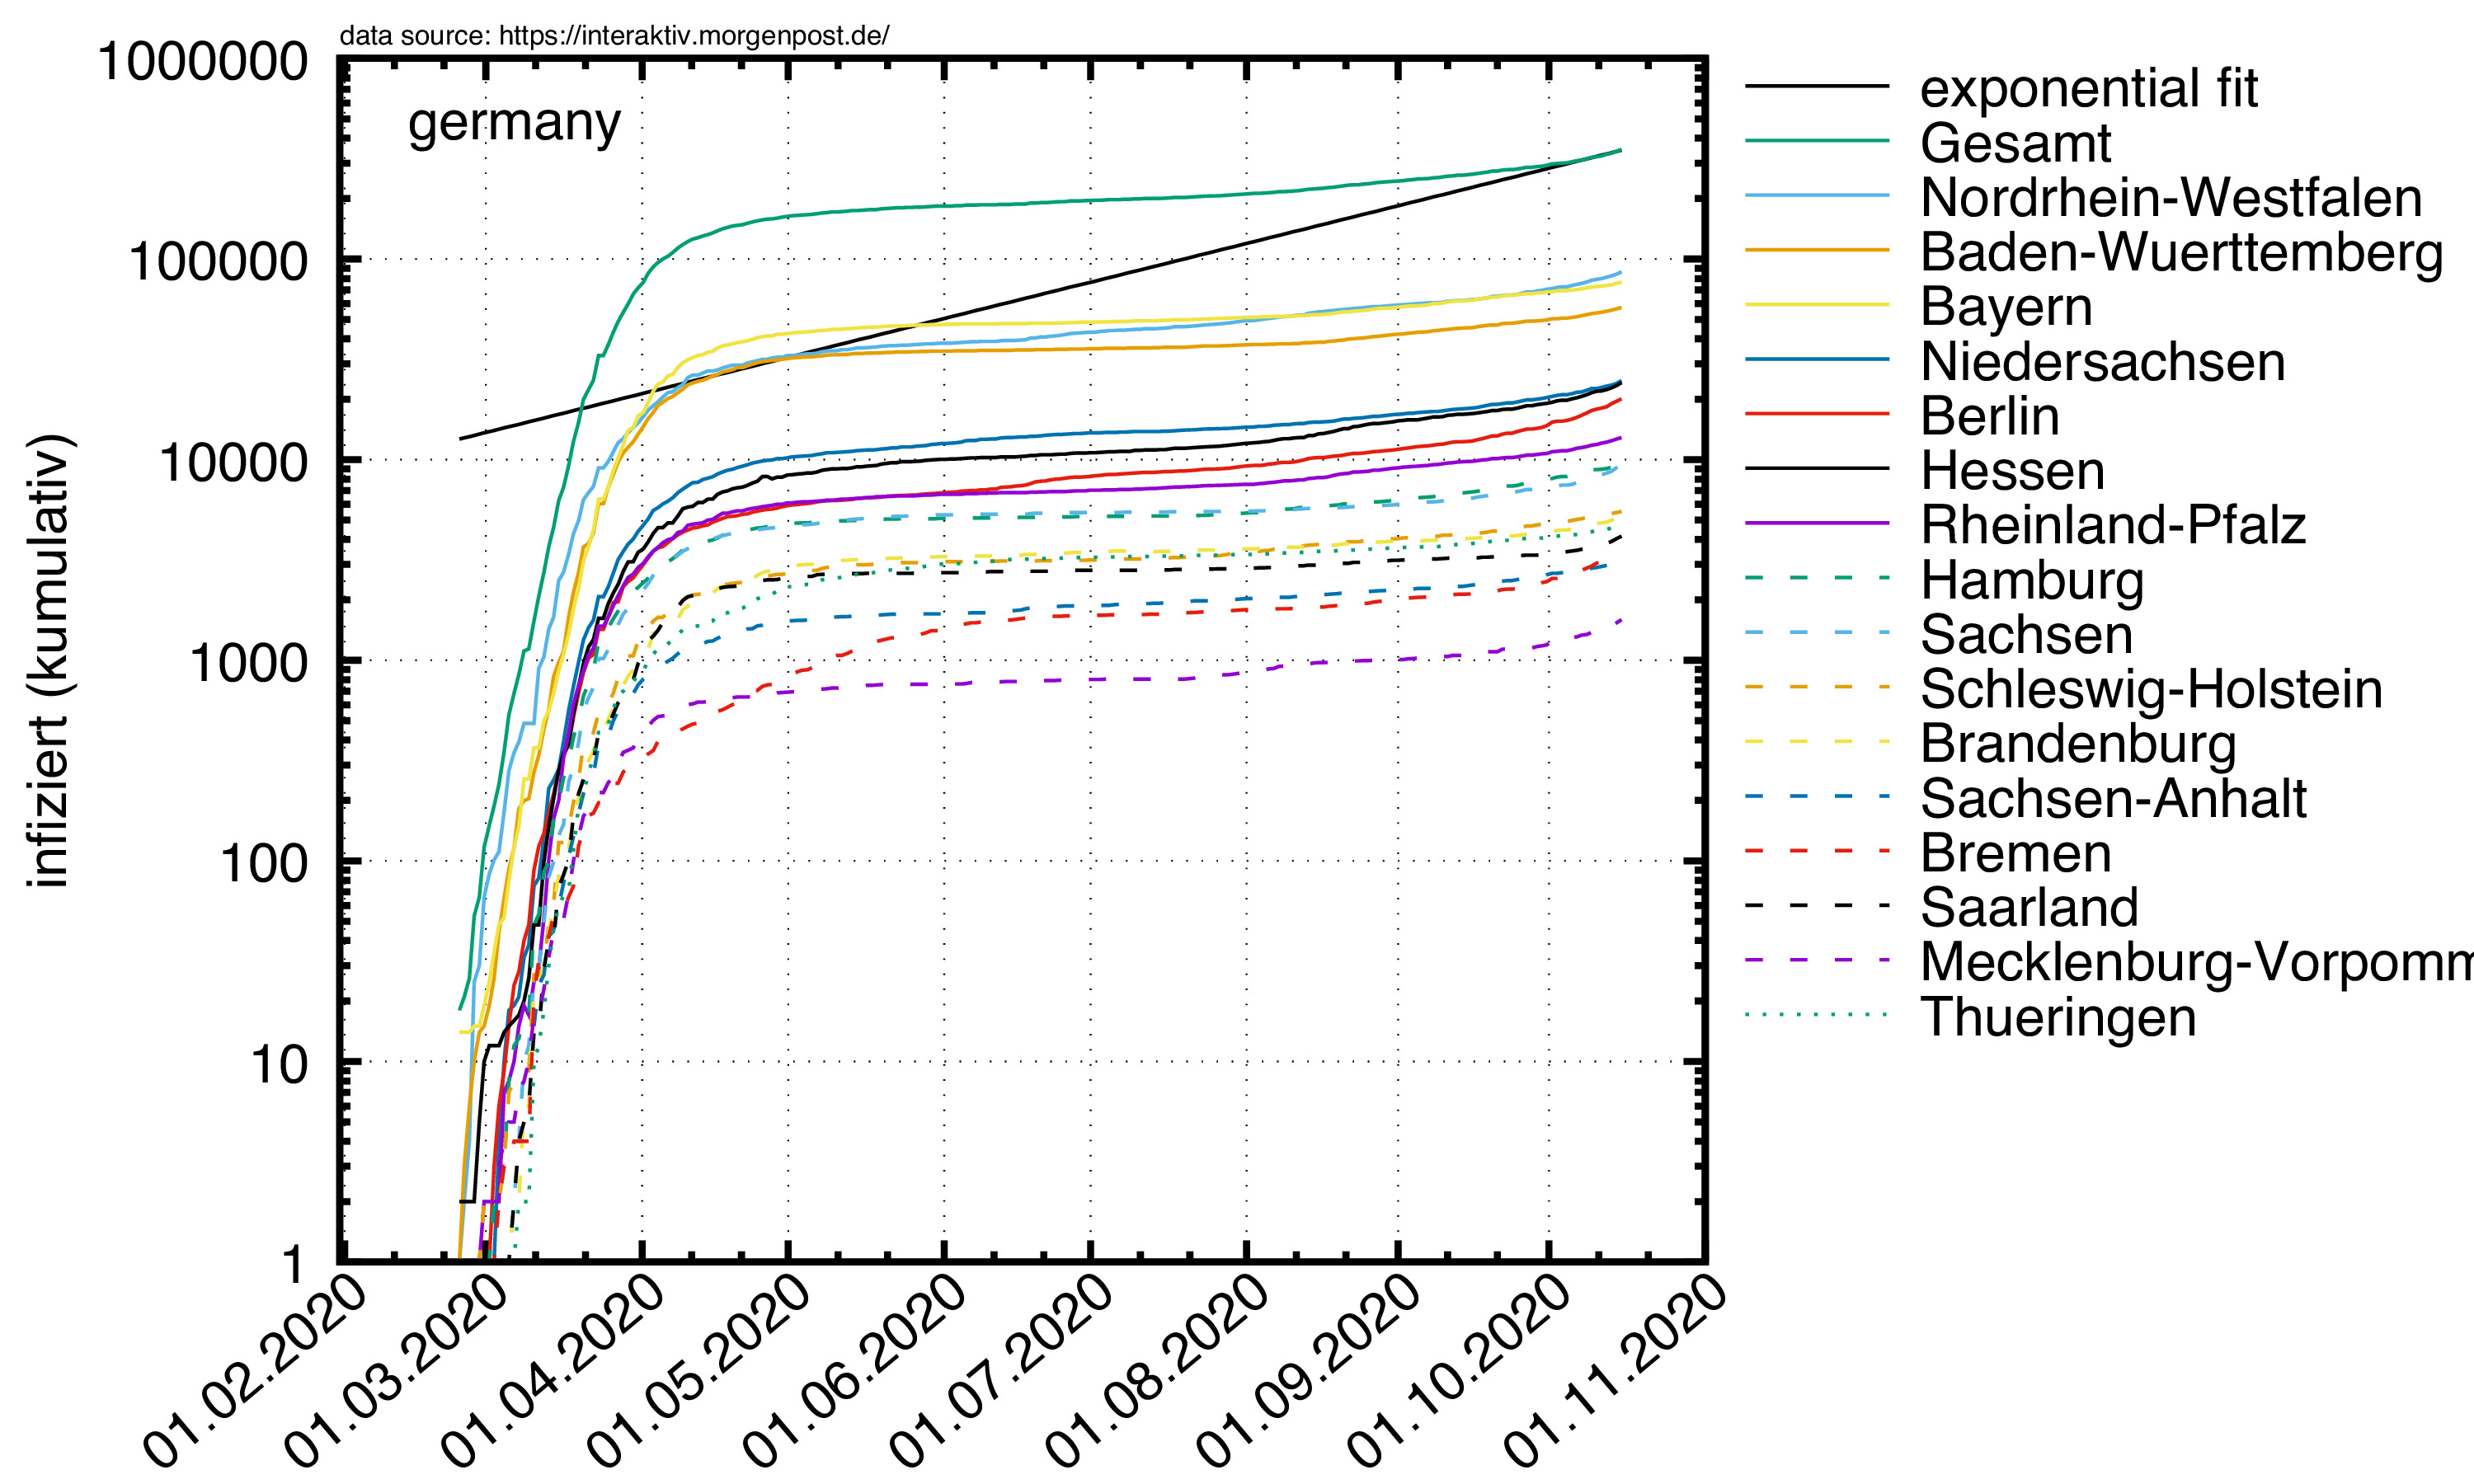 data source: https://interaktiv.morgenpost.de/
germany
infiziert (kumulativ)
1000000
100000
10000
1000
100
10
1
01.02.2020
01.03.2020
01.04.2020
01.05.2020
01.06.2020
01.07.2020
01.08.2020
01.09.2020
01.10.2020
01.11.2020
exponential fit
Gesamt
Nordrhein-Westfalen
Baden-Wuerttemberg
Bayern
Niedersachsen
Berlin
Hessen
Rheinland-Pfalz
Hamburg
Sachsen
Schleswig-Holstein
Brandenburg
Sachsen-Anhalt
Bremen
Saarland
Mecklenburg-Vorpomm
Thueringen